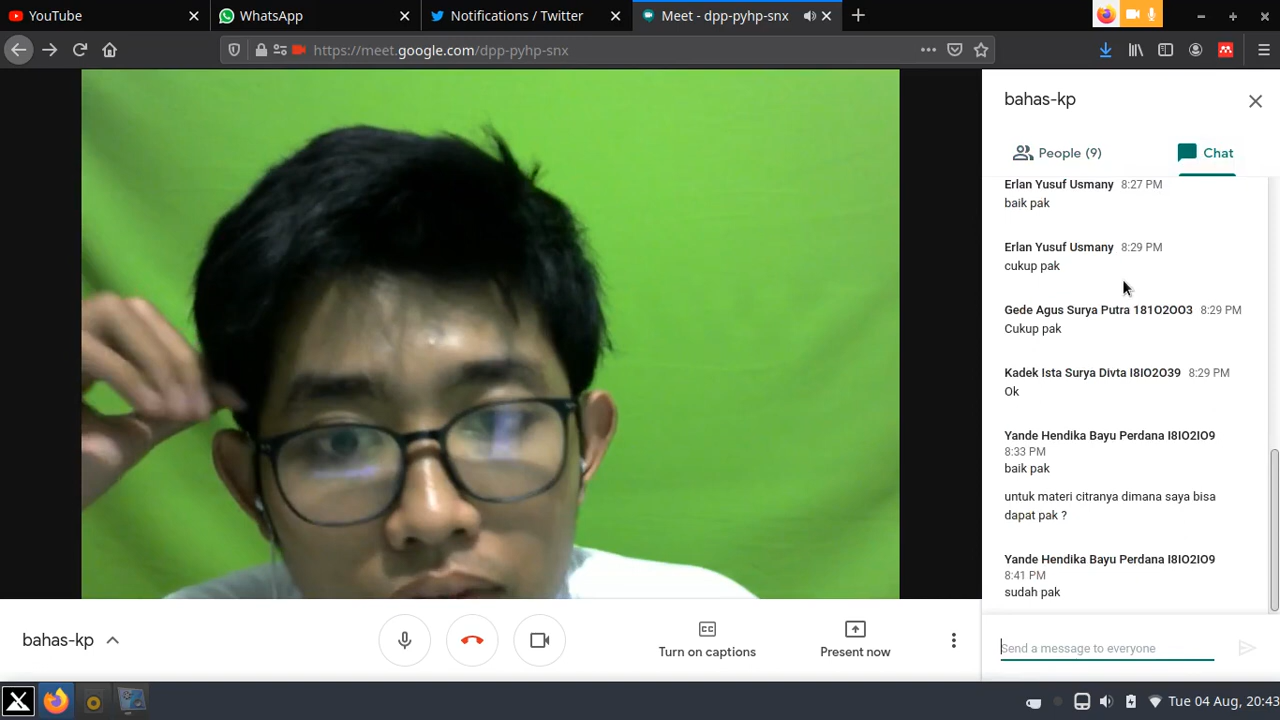 YouTube
WhatsApp
Notifications / Twitter
Meet - dpp-pyhp-snx
https://meet.google.com/dpp-pyhp-snx
bahas-kp
People (9)
Chat
Erlan Yusuf Usmany 8:27 PM
baik pak
Erlan Yusuf Usmany 8:29 PM
cukup pak
Gede Agus Surya Putra 181O2OO3 8:29 PM
Cukup pak
Kadek Ista Surya Divta I8IO2O39 8:29 PM
Ok
Yande Hendika Bayu Perdana I8IO2IO9
8:33 PM
baik pak
untuk materi citranya dimana saya bisa
dapat pak ?
Yande Hendika Bayu Perdana I8IO2IO9
8:41 PM
sudah pak
Send a message to everyone
bahas-kp
CC
Turn on captions
Present now
Tue 04 Aug, 20:43